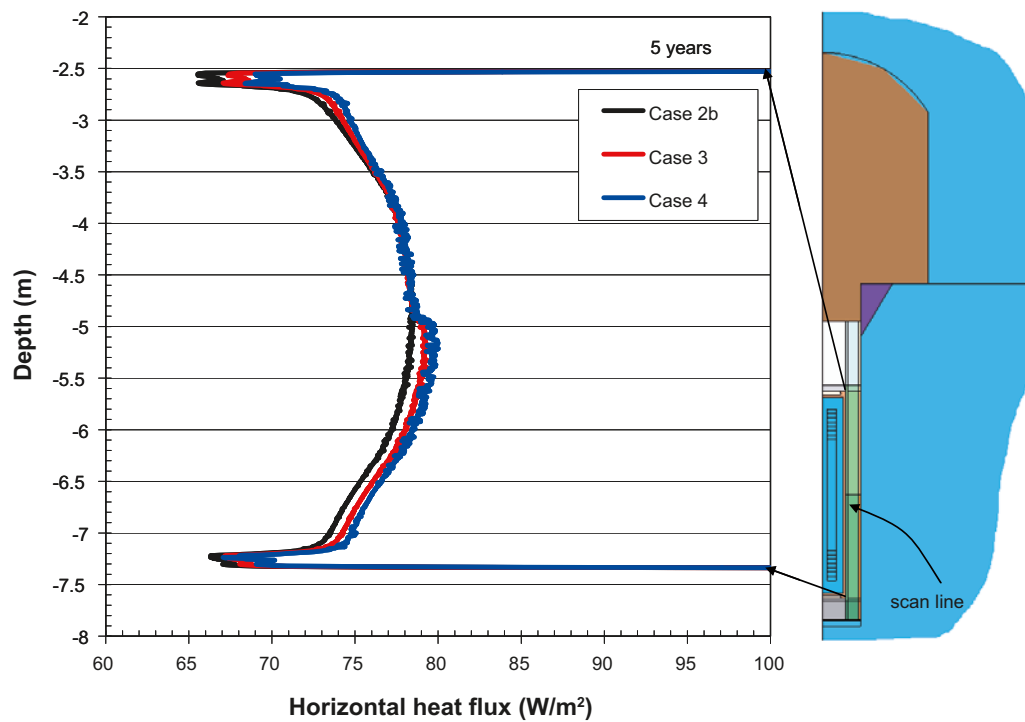 5 years
Case 2b
Case 3
Case 4
-2
-2.5
-3
-3.5
-4
-4.5
-5
-5.5
-6
-6.5
-7
-7.5
-8
Depth (m)
60 65 70 75 80 85 90 95 100
Horizontal heat flux (W/m²)
scan line